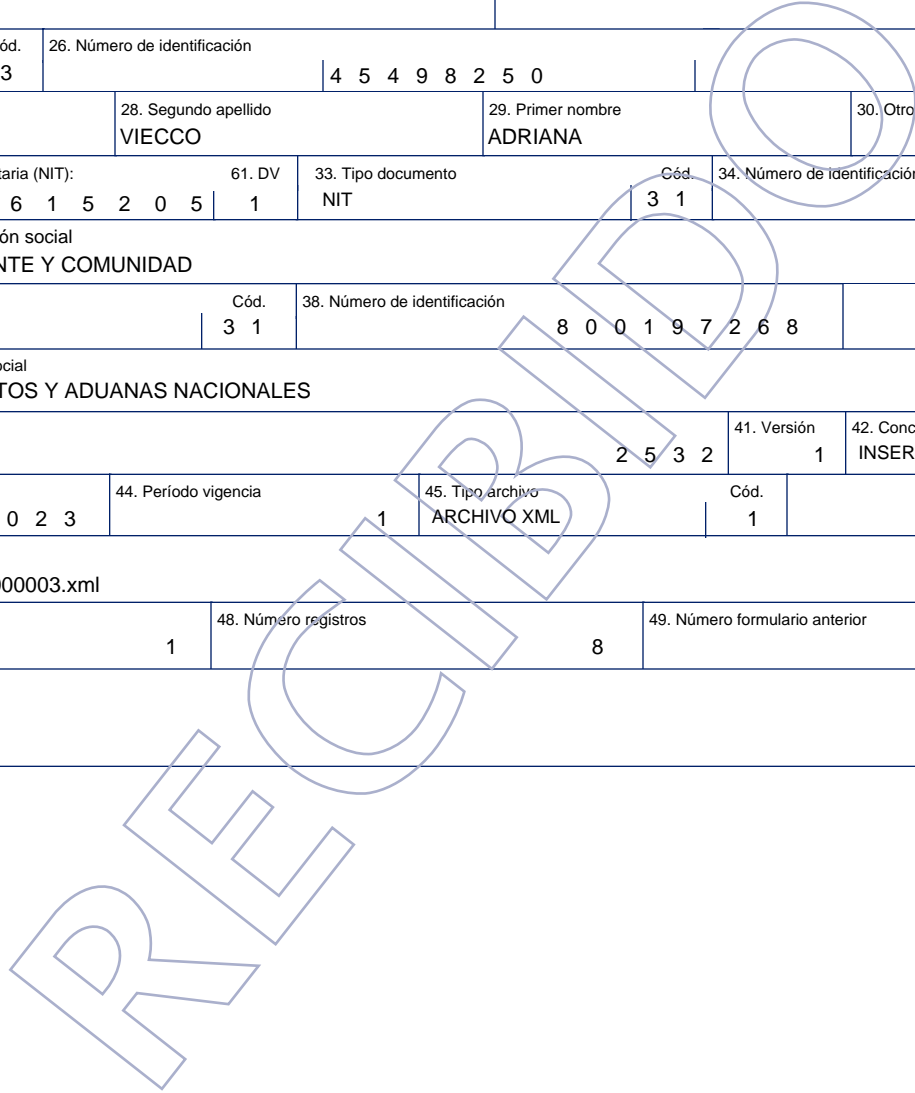 ód. 26. Número de identificación
3 4 5 4 9 8 2 5 0
28. Segundo apellido 29. Primer nombre 30. Otro
VIECCO ADRIANA
taria (NIT): 61. DV 33. Tipo documento Cód. 34. Número de identificación
6 1 5 2 0 5 1 NIT 3 1
ón social
NTE Y COMUNIDAD
Cód. 38. Número de identificación
3 1 8 0 0 1 9 7 2 6 8
ocial
TOS Y ADUANAS NACIONALES
41. Versión 42. Conc
2 5 3 2 1 INSER
44. Período vigencia 45. Tipo archivo Cód.
0 2 3 1 ARCHIVO XML 1
000003.xml
48. Número registros 49. Número formulario anterior
1 8
RECIBIDO